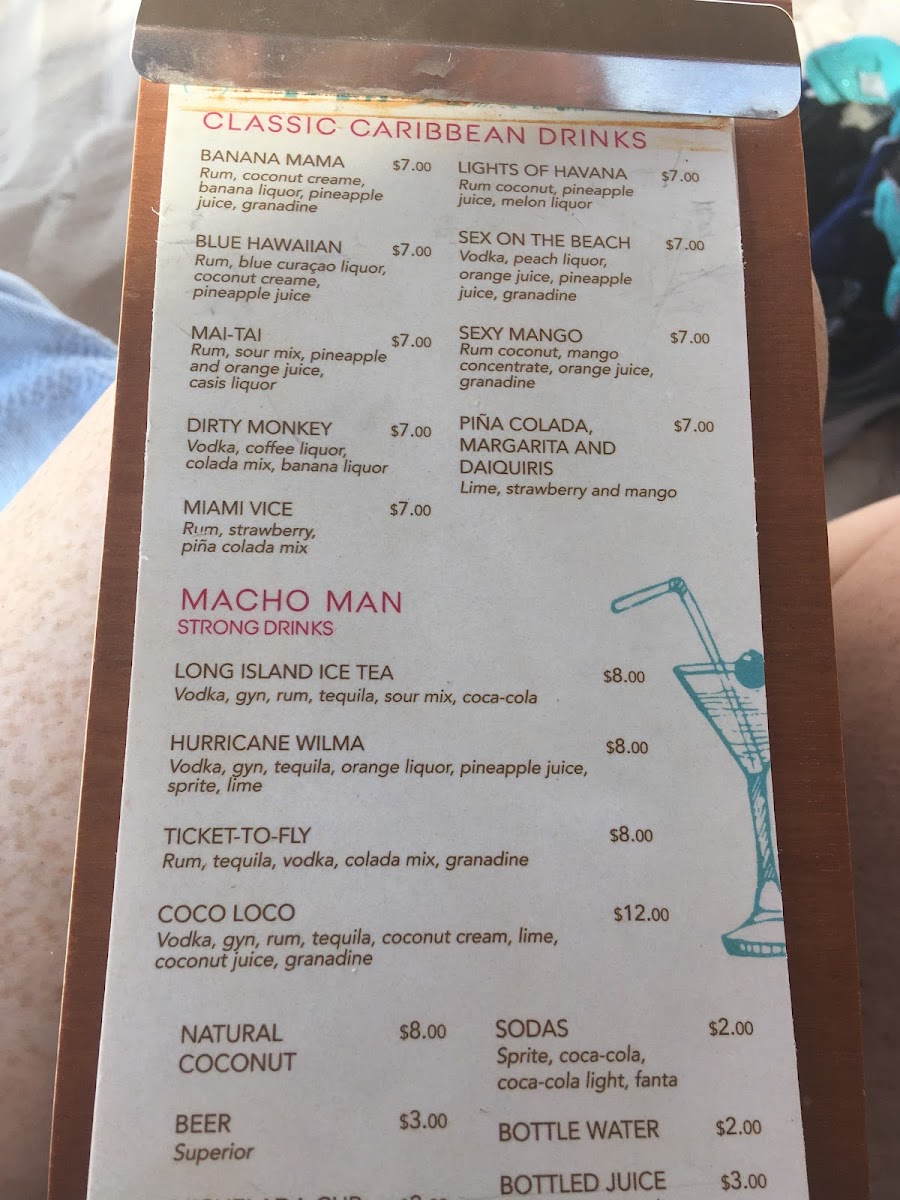 CLASSIC CARIBBEAN DRINKS
BANANA MAMA $7.00
Rum, coconut creame,
banana liquor, pineapple
juice, granadine
BLUE HAWAIIAN $7.00
Rum, blue curaçao liquor,
coconut creame,
pineapple juice
MAI-TAI $7.00
Rum, sour mix, pineapple
and orange juice,
casis liquor
DIRTY MONKEY $7.00
Vodka, coffee liquor,
colada mix, banana liquor
MIAMI VICE $7.00
Rum, strawberry,
piña colada mix
LIGHTS OF HAVANA $7.00
Rum coconut, pineapple
juice, melon liquor
SEX ON THE BEACH $7.00
Vodka, peach liquor,
orange juice, pineapple
juice, granadine
SEXY MANGO $7.00
Rum coconut, mango
concentrate, orange juice,
granadine
PIÑA COLADA, $7.00
MARGARITA AND
DAIQUIRIS
Lime, strawberry and mango
MACHO MAN
STRONG DRINKS
LONG ISLAND ICE TEA $8.00
Vodka, gyn, rum, tequila, sour mix, coca-cola
HURRICANE WILMA $8.00
Vodka, gyn, tequila, orange liquor, pineapple juice,
sprite, lime
TICKET-TO-FLY $8.00
Rum, tequila, vodka, colada mix, granadine
COCO LOCO $12.00
Vodka, gyn, rum, tequila, coconut cream, lime,
coconut juice, granadine
NATURAL $8.00
COCONUT
BEER $3.00
Superior
SODAS $2.00
Sprite, coca-cola,
coca-cola light, fanta
BOTTLE WATER $2.00
BOTTLED JUICE $3.00